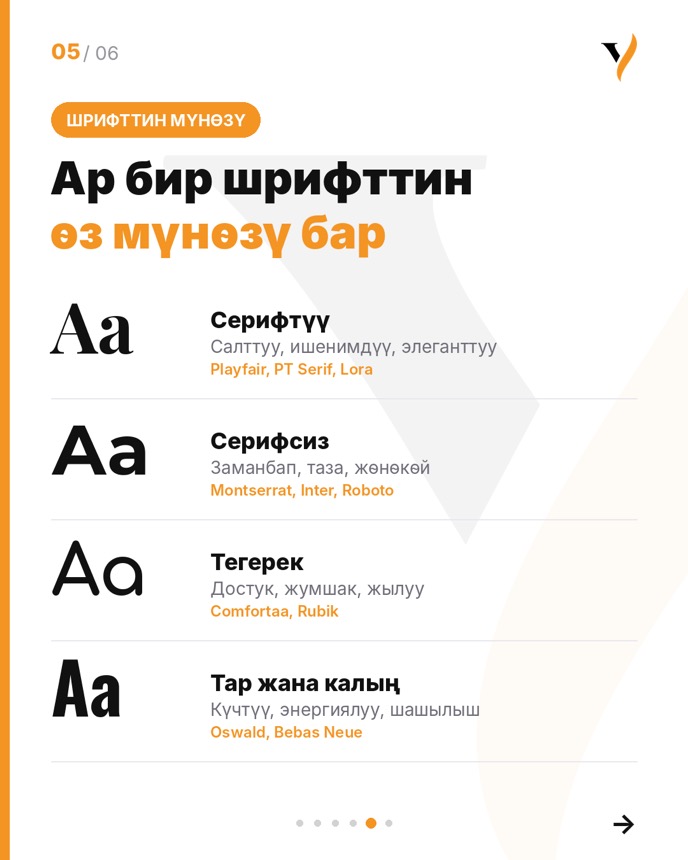 05 / 06
ШРИФТТИН МҮНӨЗҮ
Ар бир шрифттин
өз мүнөзү бар
Aa
Серифтүү
Салттуу, ишенимдүү, элеганттуу
Playfair, PT Serif, Lora
Aa
Серифсиз
Заманбап, таза, жөнөкөй
Montserrat, Inter, Roboto
Aa
Тегерек
Достук, жумшак, жылуу
Comfortaa, Rubik
Aa
Тар жана калың
Күчтүү, энергиялуу, шашылыш
Oswald, Bebas Neue